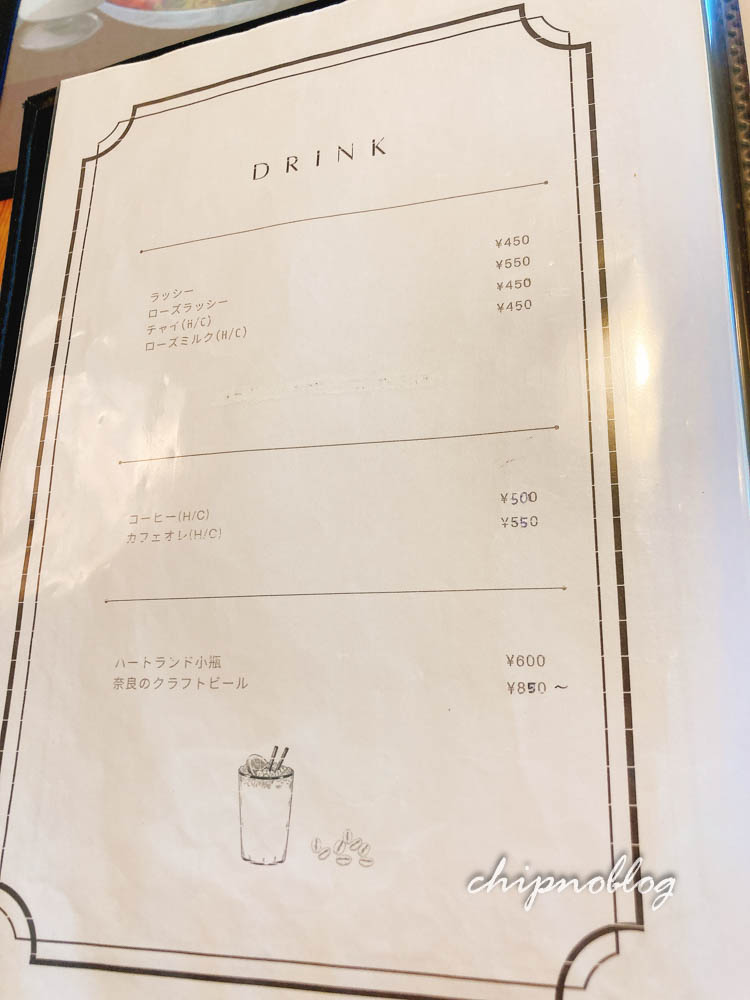 DRINK
ラッシー ¥450
ローズラッシー ¥550
チャイ(H/C) ¥450
ローズミルク(H/C) ¥450
コーヒー(H/C) ¥500
カフェオレ(H/C) ¥550
ハートランド小瓶 ¥600
奈良のクラフトビール ¥850 ～
chipnoblog